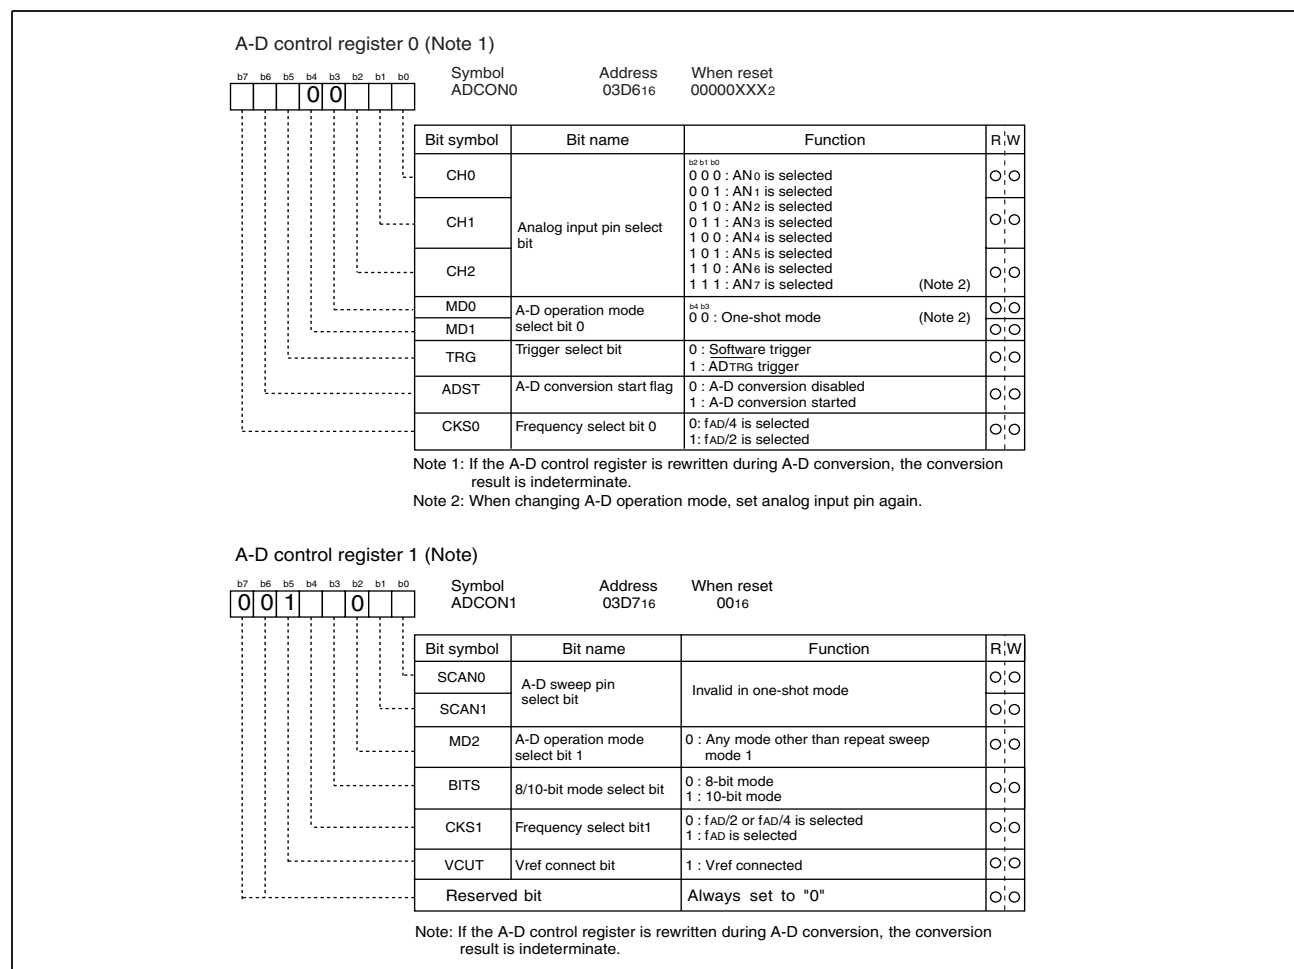 A-D control register 0 (Note 1)
b7 b6 b5 b4 b3 b2 b1 b0
0 0
Symbol Address When reset
ADCON0 03D616 00000XXX2
Bit symbol Bit name Function R W
CH0
CH1
CH2
Analog input pin select
bit
b2 b1 b0
0 0 0 : AN0 is selected
0 0 1 : AN1 is selected
0 1 0 : AN2 is selected
0 1 1 : AN3 is selected
1 0 0 : AN4 is selected
1 0 1 : AN5 is selected
1 1 0 : AN6 is selected
1 1 1 : AN7 is selected (Note 2)
MD0
MD1
A-D operation mode
select bit 0
b4 b3
0 0 : One-shot mode (Note 2)
TRG
Trigger select bit
0 : Software trigger
1 : ADTRG trigger
ADST
A-D conversion start flag
0 : A-D conversion disabled
1 : A-D conversion started
CKS0
Frequency select bit 0
0: fAD/4 is selected
1: fAD/2 is selected
Note 1: If the A-D control register is rewritten during A-D conversion, the conversion
result is indeterminate.
Note 2: When changing A-D operation mode, set analog input pin again.
A-D control register 1 (Note)
b7 b6 b5 b4 b3 b2 b1 b0
0 0 1 0
Symbol Address When reset
ADCON1 03D716 0016
Bit symbol Bit name Function R W
SCAN0
SCAN1
A-D sweep pin
select bit
Invalid in one-shot mode
MD2
A-D operation mode
select bit 1
0 : Any mode other than repeat sweep
mode 1
BITS
8/10-bit mode select bit
0 : 8-bit mode
1 : 10-bit mode
CKS1
Frequency select bit1
0 : fAD/2 or fAD/4 is selected
1 : fAD is selected
VCUT
Vref connect bit
1 : Vref connected
Reserved bit
Always set to "0"
Note: If the A-D control register is rewritten during A-D conversion, the conversion
result is indeterminate.